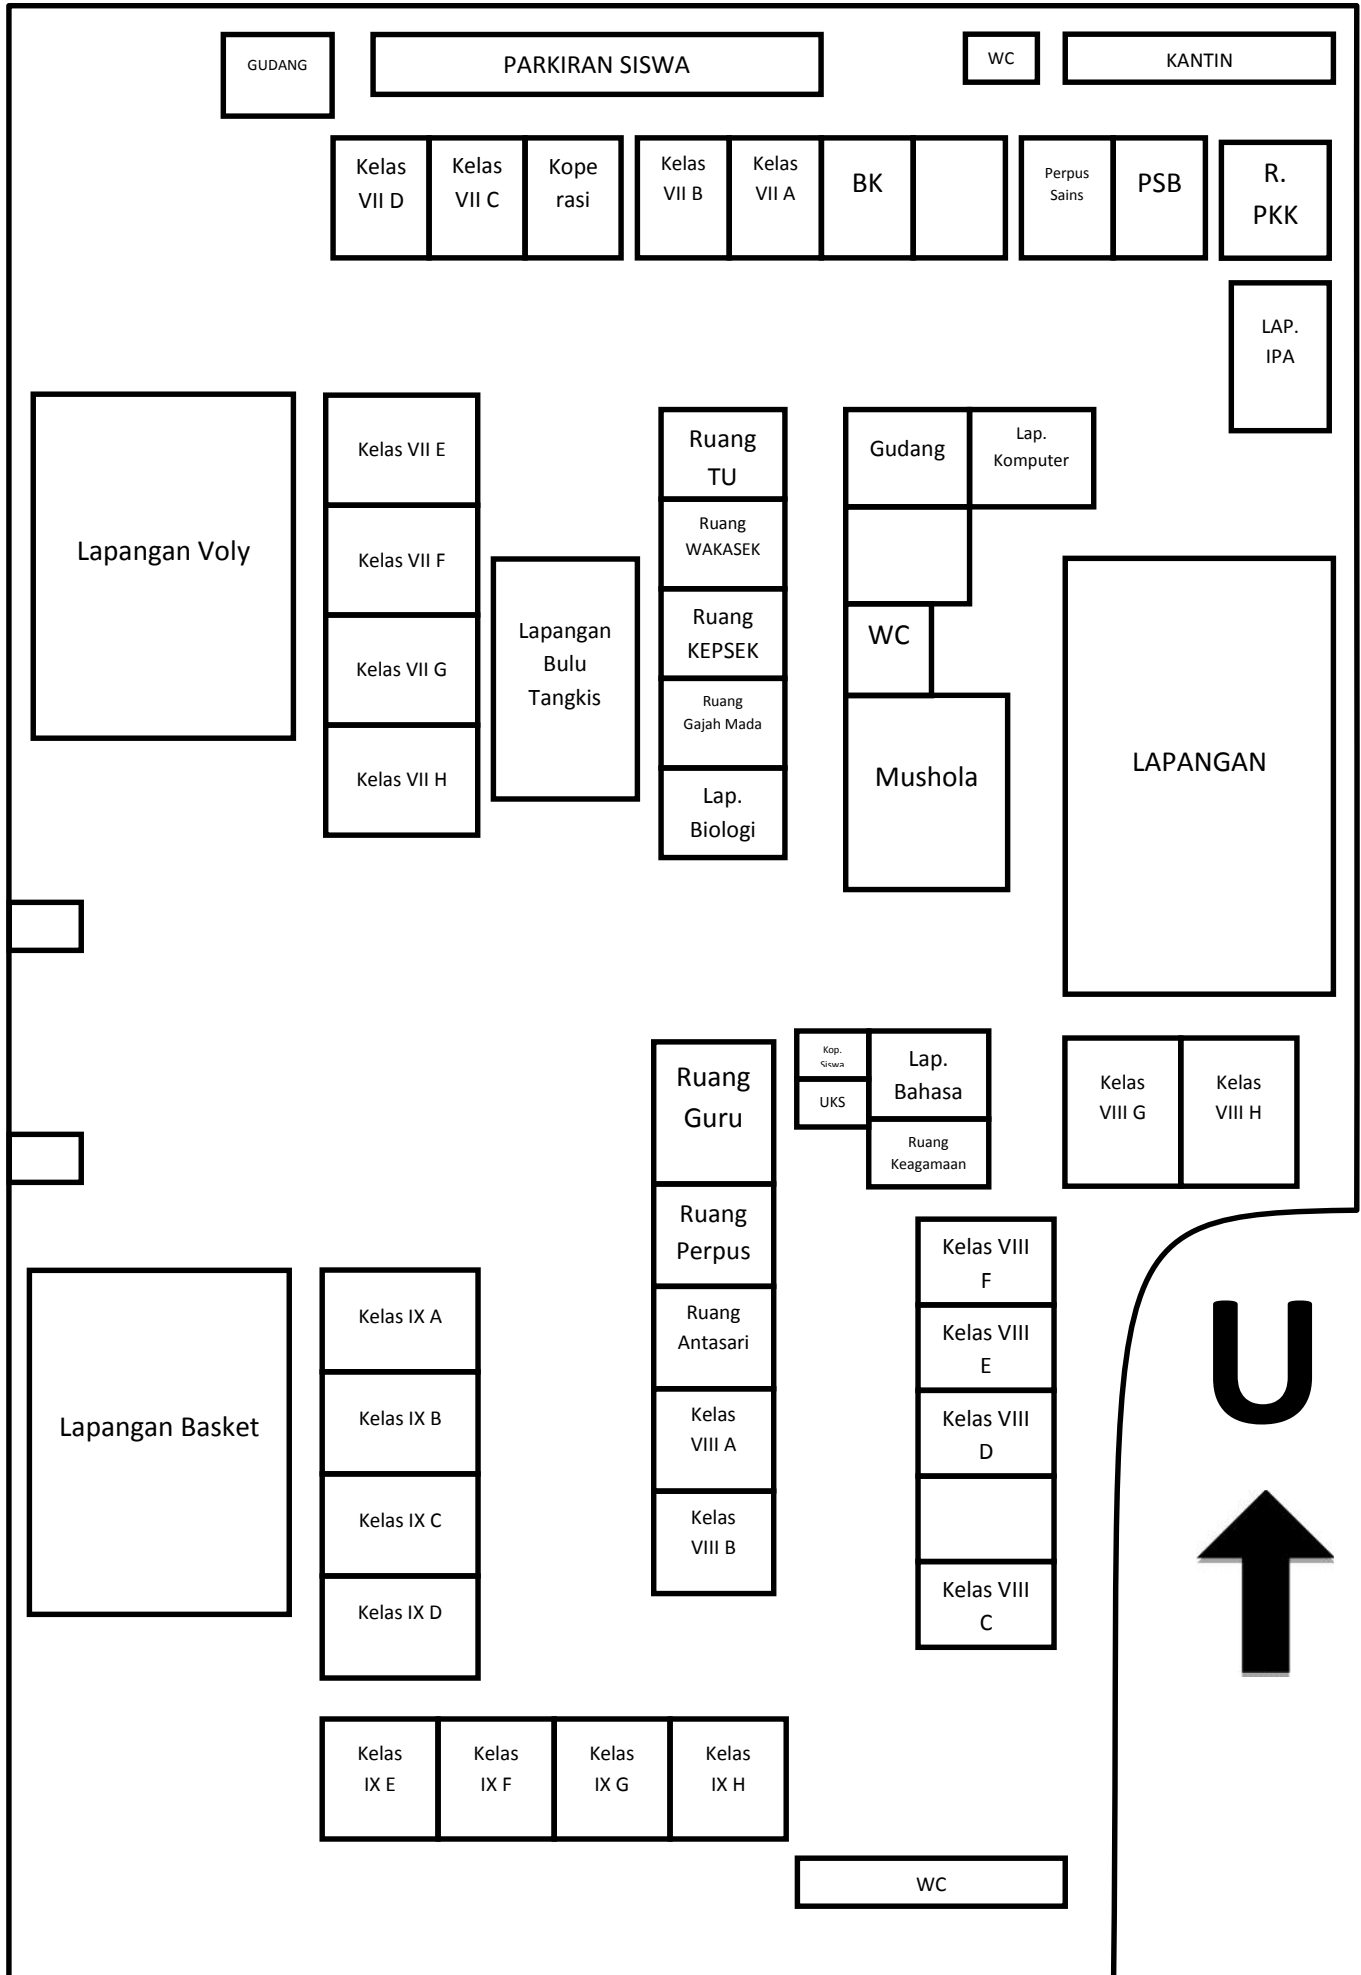 GUDANG
PARKIRAN SISWA
WC
KANTIN
Kelas
VII D
Kelas
VII C
Kope
rasi
Kelas
VII B
Kelas
VII A
BK
Perpus
Sains
PSB
R.
PKK
LAP.
IPA
Lapangan Voly
Kelas VII E
Kelas VII F
Kelas VII G
Kelas VII H
Lapangan
Bulu
Tangkis
Ruang
TU
Ruang
WAKASEK
Ruang
KEPSEK
Ruang
Gajah Mada
Lap.
Biologi
Gudang
Lap.
Komputer
WC
Mushola
LAPANGAN
Ruang
Guru
Ruang
Perpus
Ruang
Antasari
Kelas
VIII A
Kelas
VIII B
Kop.
Siswa
UKS
Lap.
Bahasa
Ruang
Keagamaan
Kelas
VIII G
Kelas
VIII H
Kelas VIII
F
Kelas VIII
E
Kelas VIII
D
Kelas VIII
C
U
Lapangan Basket
Kelas IX A
Kelas IX B
Kelas IX C
Kelas IX D
Kelas
IX E
Kelas
IX F
Kelas
IX G
Kelas
IX H
WC